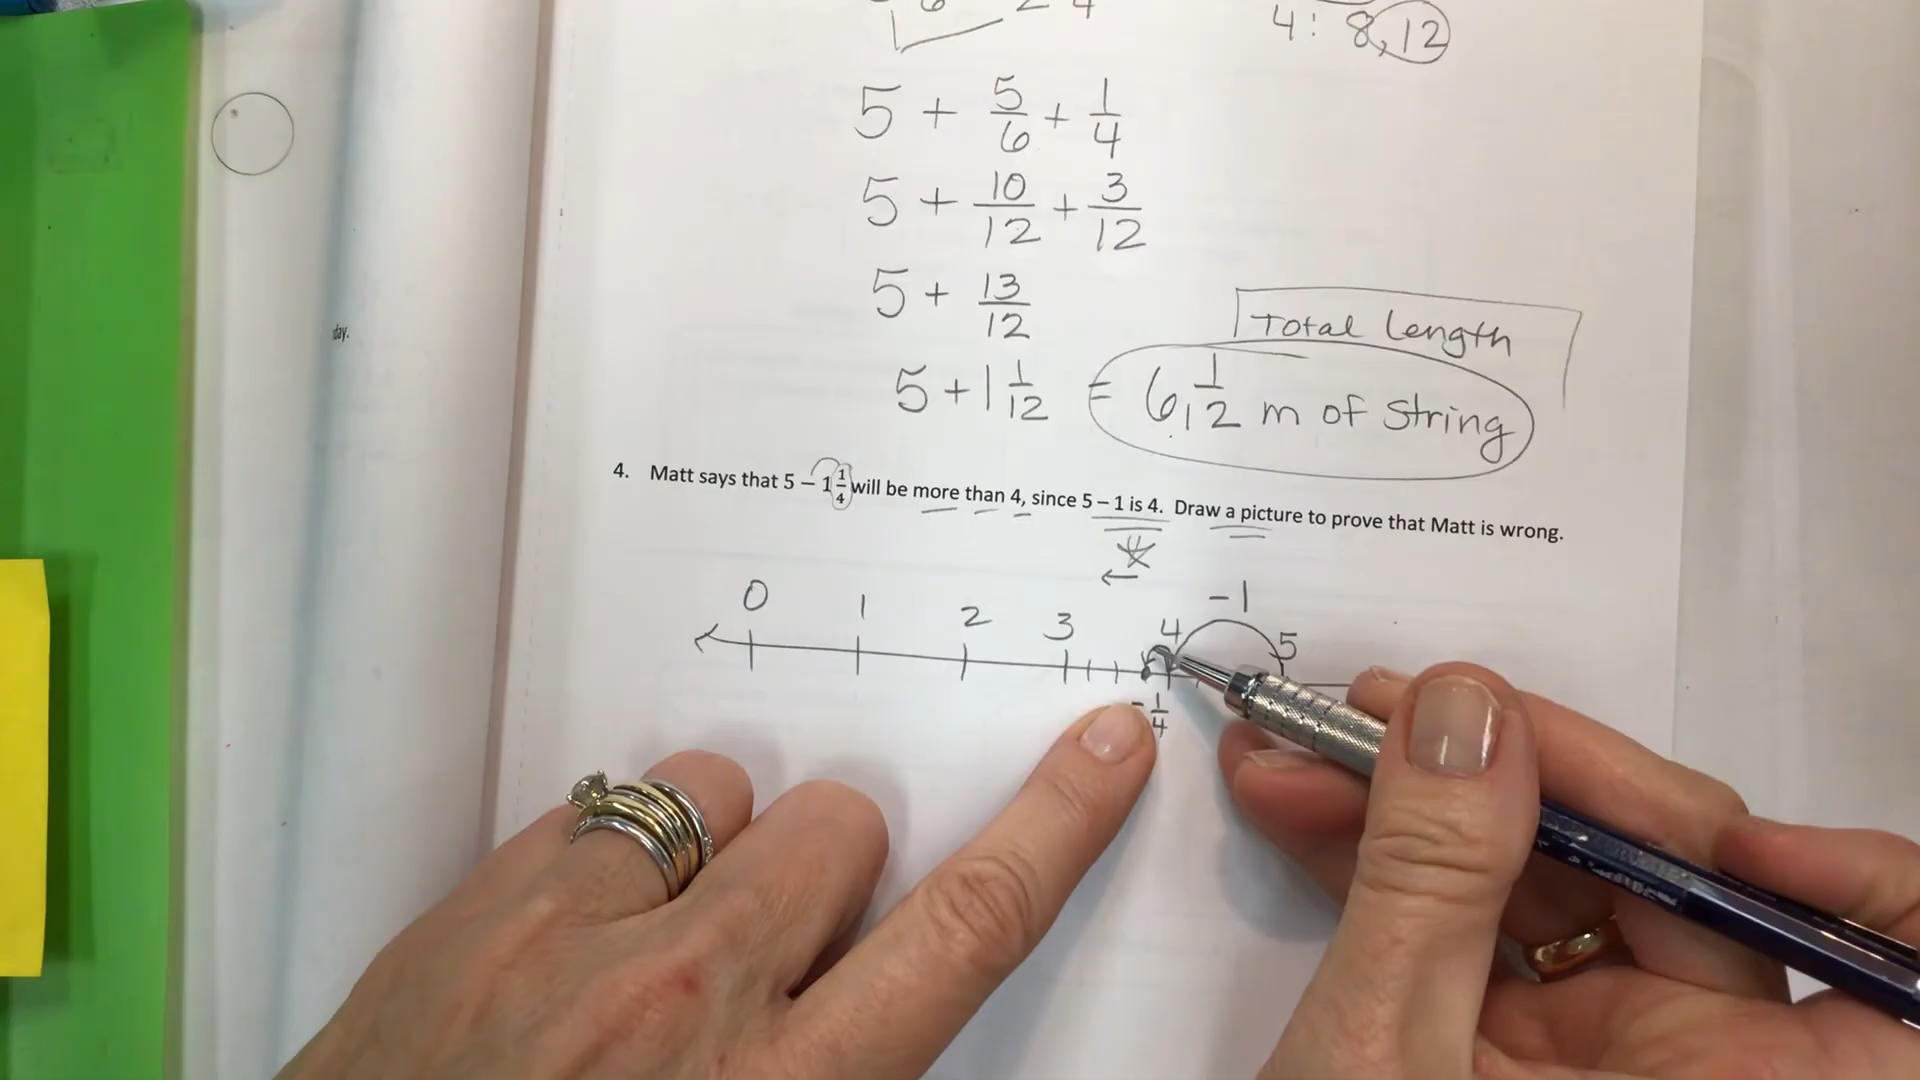 4: 8,12
5 + 5/6 + 1/4
5 + 10/12 + 3/12
5 + 13/12
Total Length
5 + 1 1/12 = 6 1/12 m of string
day.
4. Matt says that 5 – 1 1/4 will be more than 4, since 5 – 1 is 4. Draw a picture to prove that Matt is wrong.
-1
0 1 2 3 4 5
- 1/4